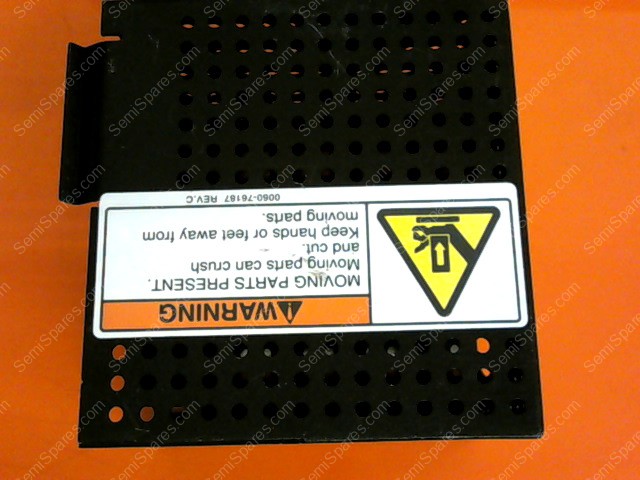 ⚠WARNING
MOVING PARTS PRESENT.
Moving parts can crush
and cut.
Keep hands or feet away from
moving parts.
0060-76187 REV.C
SemiSpares.com